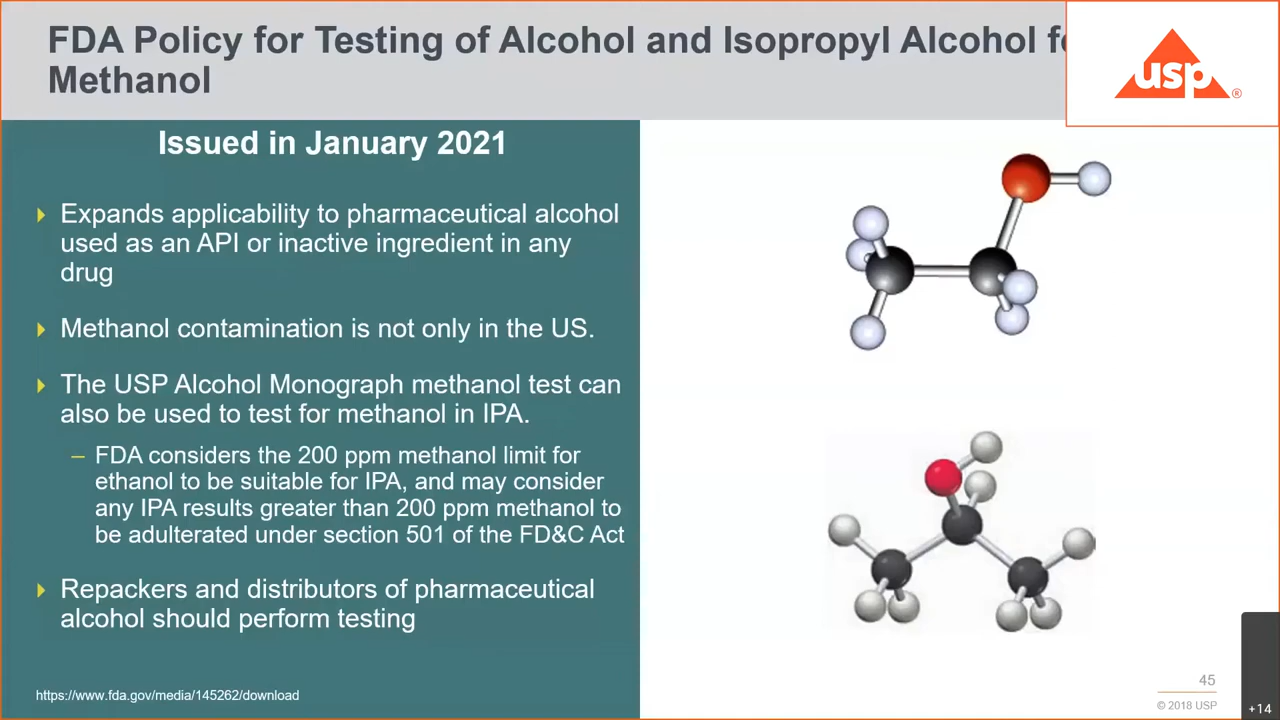 FDA Policy for Testing of Alcohol and Isopropyl Alcohol
Methanol
usp®
Issued in January 2021
Expands applicability to pharmaceutical alcohol
used as an API or inactive ingredient in any
drug
Methanol contamination is not only in the US.
The USP Alcohol Monograph methanol test can
also be used to test for methanol in IPA.
– FDA considers the 200 ppm methanol limit for
ethanol to be suitable for IPA, and may consider
any IPA results greater than 200 ppm methanol to
be adulterated under section 501 of the FD&C Act
Repackers and distributors of pharmaceutical
alcohol should perform testing
https://www.fda.gov/media/145262/download
45
© 2018 USP
+14